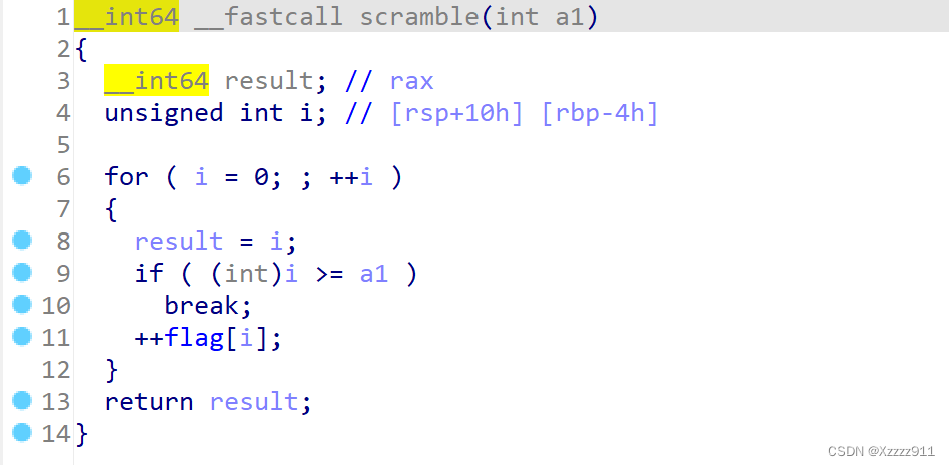 1 __int64 __fastcall scramble(int a1)
2 {
3 __int64 result; // rax
4 unsigned int i; // [rsp+10h] [rbp-4h]
5
6 for ( i = 0; ; ++i )
7 {
8 result = i;
9 if ( (int)i >= a1 )
10 break;
11 ++flag[i];
12 }
13 return result;
14 }
CSDN @Xzzzz911